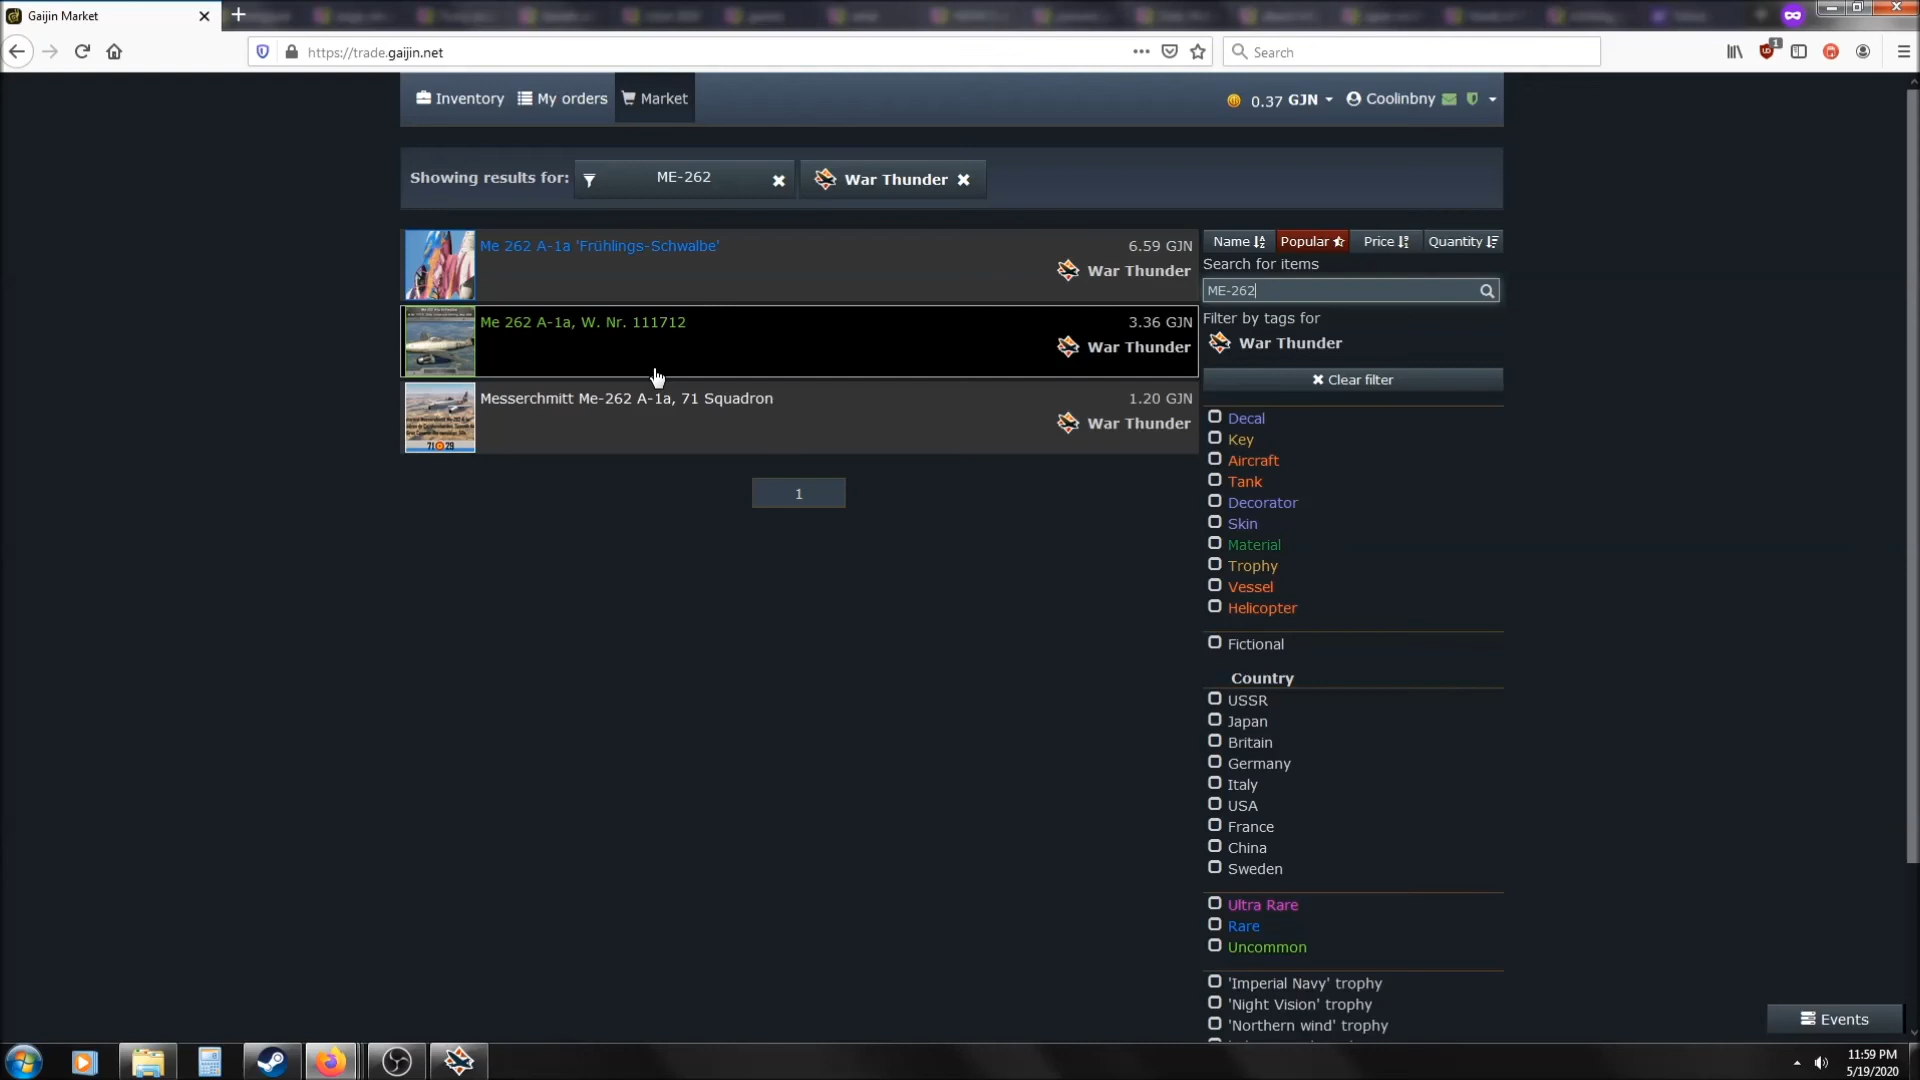 Gaijin Market
https://trade.gaijin.net
Search
1
Inventory
My orders
Market
0.37 GJN
Coolinbny
Showing results for:
ME-262
War Thunder
Me 262 A-1a 'Frühlings-Schwalbe'
6.59 GJN
War Thunder
Me 262 A-1a, W. Nr. 111712
3.36 GJN
War Thunder
Messerchmitt Me-262 A-1a, 71 Squadron
1.20 GJN
War Thunder
71 29
1
Name
Popular
Price
Quantity
Search for items
ME-262
Filter by tags for
War Thunder
Clear filter
Decal
Key
Aircraft
Tank
Decorator
Skin
Material
Trophy
Vessel
Helicopter
Fictional
Country
USSR
Japan
Britain
Germany
Italy
USA
France
China
Sweden
Ultra Rare
Rare
Uncommon
'Imperial Navy' trophy
'Night Vision' trophy
'Northern wind' trophy
Events
11:59 PM
5/19/2020